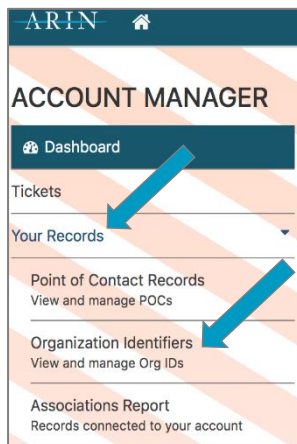 ARIN
ACCOUNT MANAGER
Dashboard
Tickets
Your Records
Point of Contact Records
View and manage POCs
Organization Identifiers
View and manage Org IDs
Associations Report
Records connected to your account